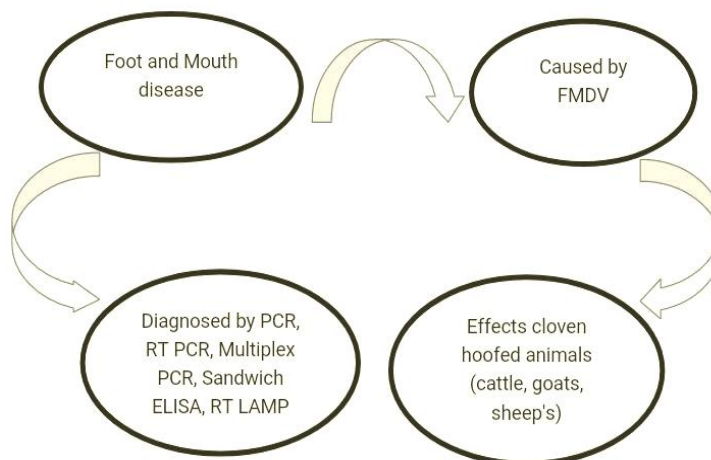 Foot and Mouth
disease
Caused by
FMDV
Diagnosed by PCR,
RT PCR, Multiplex
PCR, Sandwich
ELISA, RT LAMP
Effects cloven
hoofed animals
(cattle, goats,
sheep's)